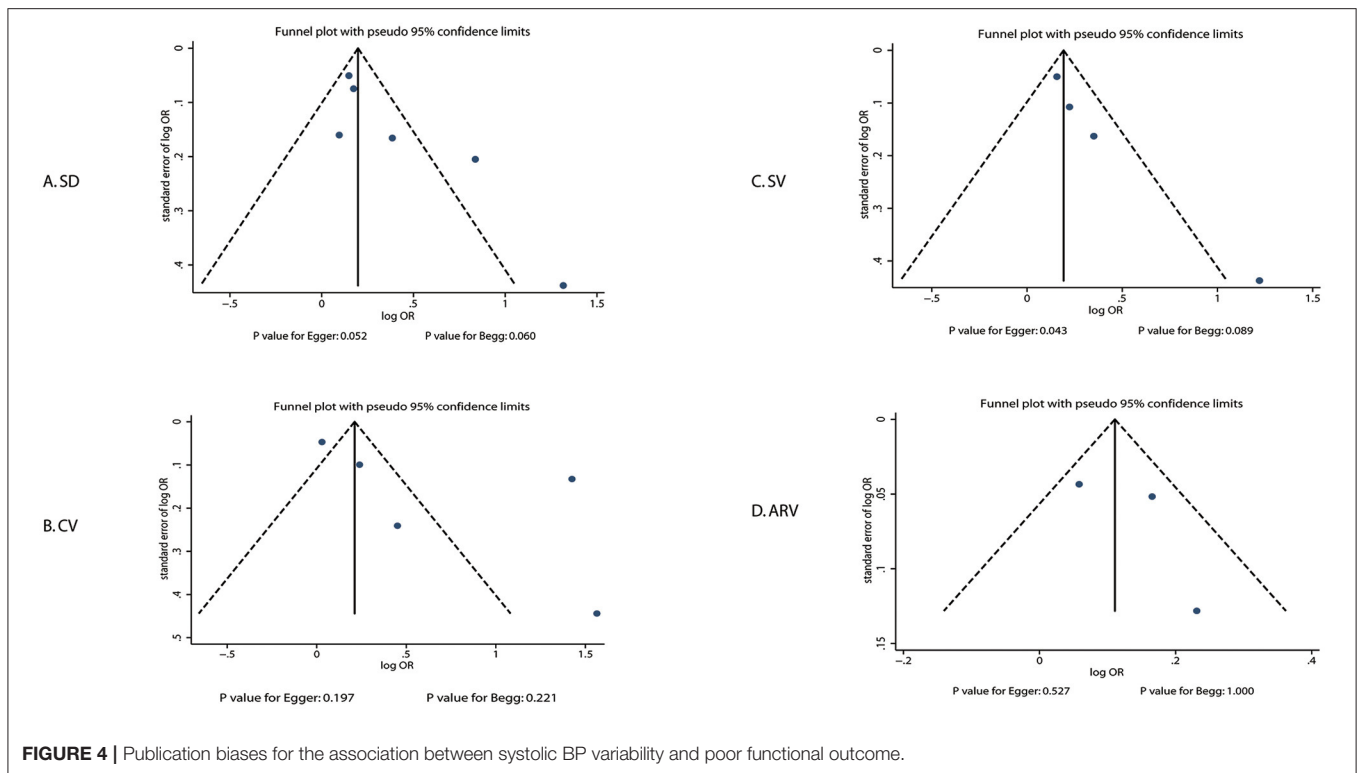 Funnel plot with pseudo 95% confidence limits
A. SD
standard error of log OR
0
.1
.2
.3
.4
−.5 0 .5 1 1.5
log OR
P value for Egger: 0.052 P value for Begg: 0.060
Funnel plot with pseudo 95% confidence limits
C. SV
standard error of log OR
0
.1
.2
.3
.4
−.5 0 .5 1 1.5
log OR
P value for Egger: 0.043 P value for Begg: 0.089
Funnel plot with pseudo 95% confidence limits
B. CV
standard error of log OR
0
.1
.2
.3
.4
.5
−.5 0 .5 1 1.5
log OR
P value for Egger: 0.197 P value for Begg: 0.221
Funnel plot with pseudo 95% confidence limits
D. ARV
standard error of log OR
0
.05
.1
.15
−.2 0 .2 .4
log OR
P value for Egger: 0.527 P value for Begg: 1.000
FIGURE 4 | Publication biases for the association between systolic BP variability and poor functional outcome.